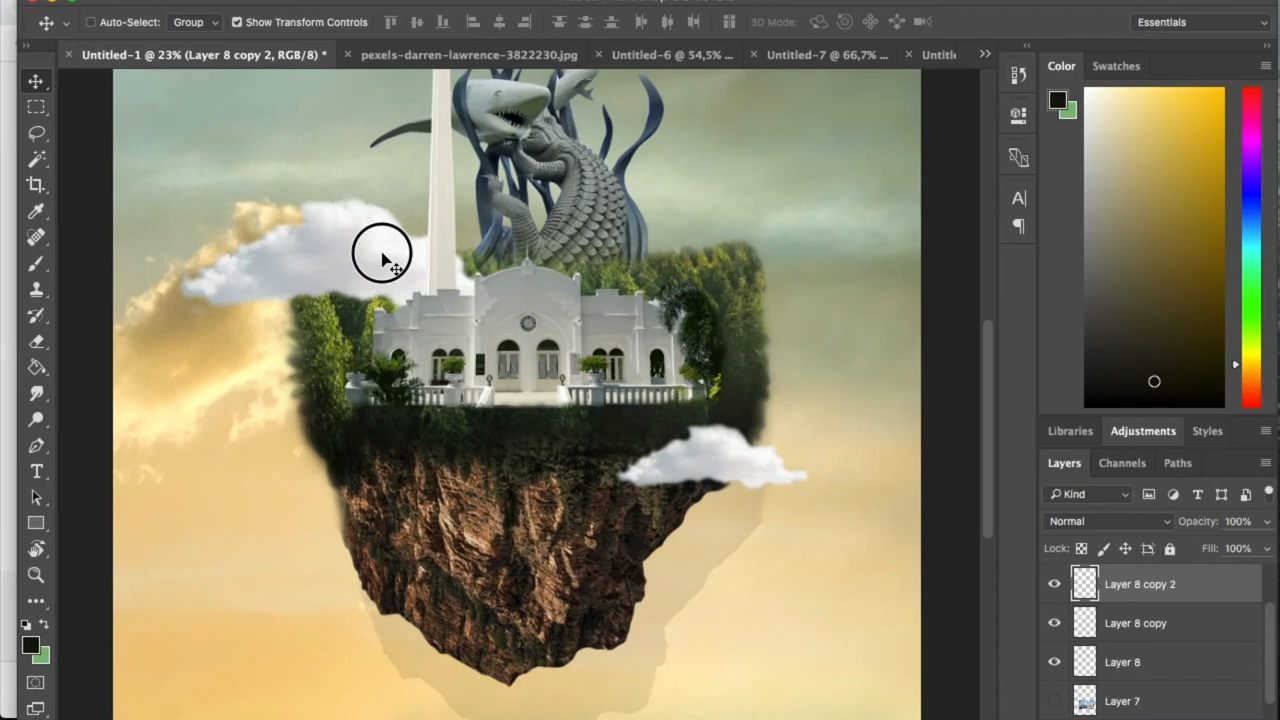 Auto-Select: Group Show Transform Controls 3D Mode: Essentials
Untitled-1 @ 23% (Layer 8 copy 2, RGB/8) * pexels-darren-lawrence-3822230.jpg Untitled-6 @ 54,5% ... Untitled-7 @ 66,7% ... Untitl
Color Swatches
Libraries Adjustments Styles
Layers Channels Paths
Kind
Normal Opacity: 100%
Lock: Fill: 100%
Layer 8 copy 2
Layer 8 copy
Layer 8
Layer 7